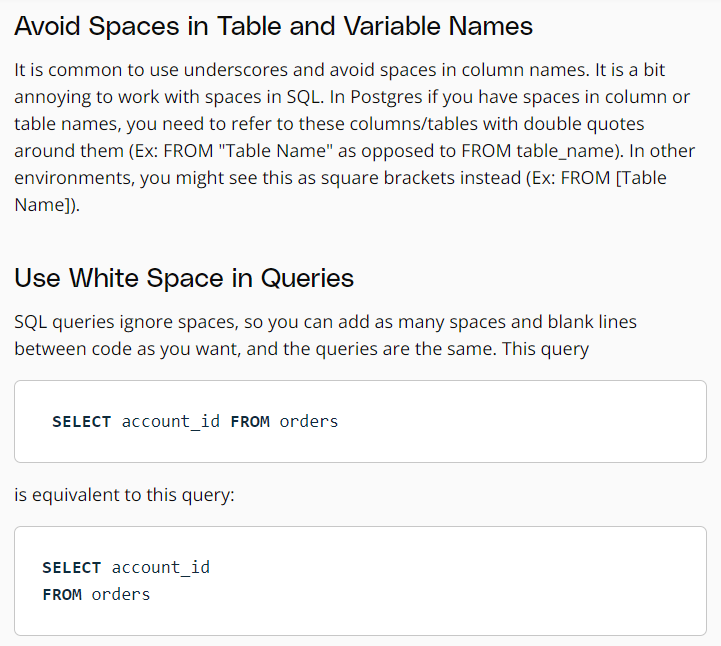 Avoid Spaces in Table and Variable Names
It is common to use underscores and avoid spaces in column names. It is a bit
annoying to work with spaces in SQL. In Postgres if you have spaces in column or
table names, you need to refer to these columns/tables with double quotes
around them (Ex: FROM "Table Name" as opposed to FROM table_name). In other
environments, you might see this as square brackets instead (Ex: FROM [Table
Name]).
Use White Space in Queries
SQL queries ignore spaces, so you can add as many spaces and blank lines
between code as you want, and the queries are the same. This query
SELECT account_id FROM orders
is equivalent to this query:
SELECT account_id
FROM orders